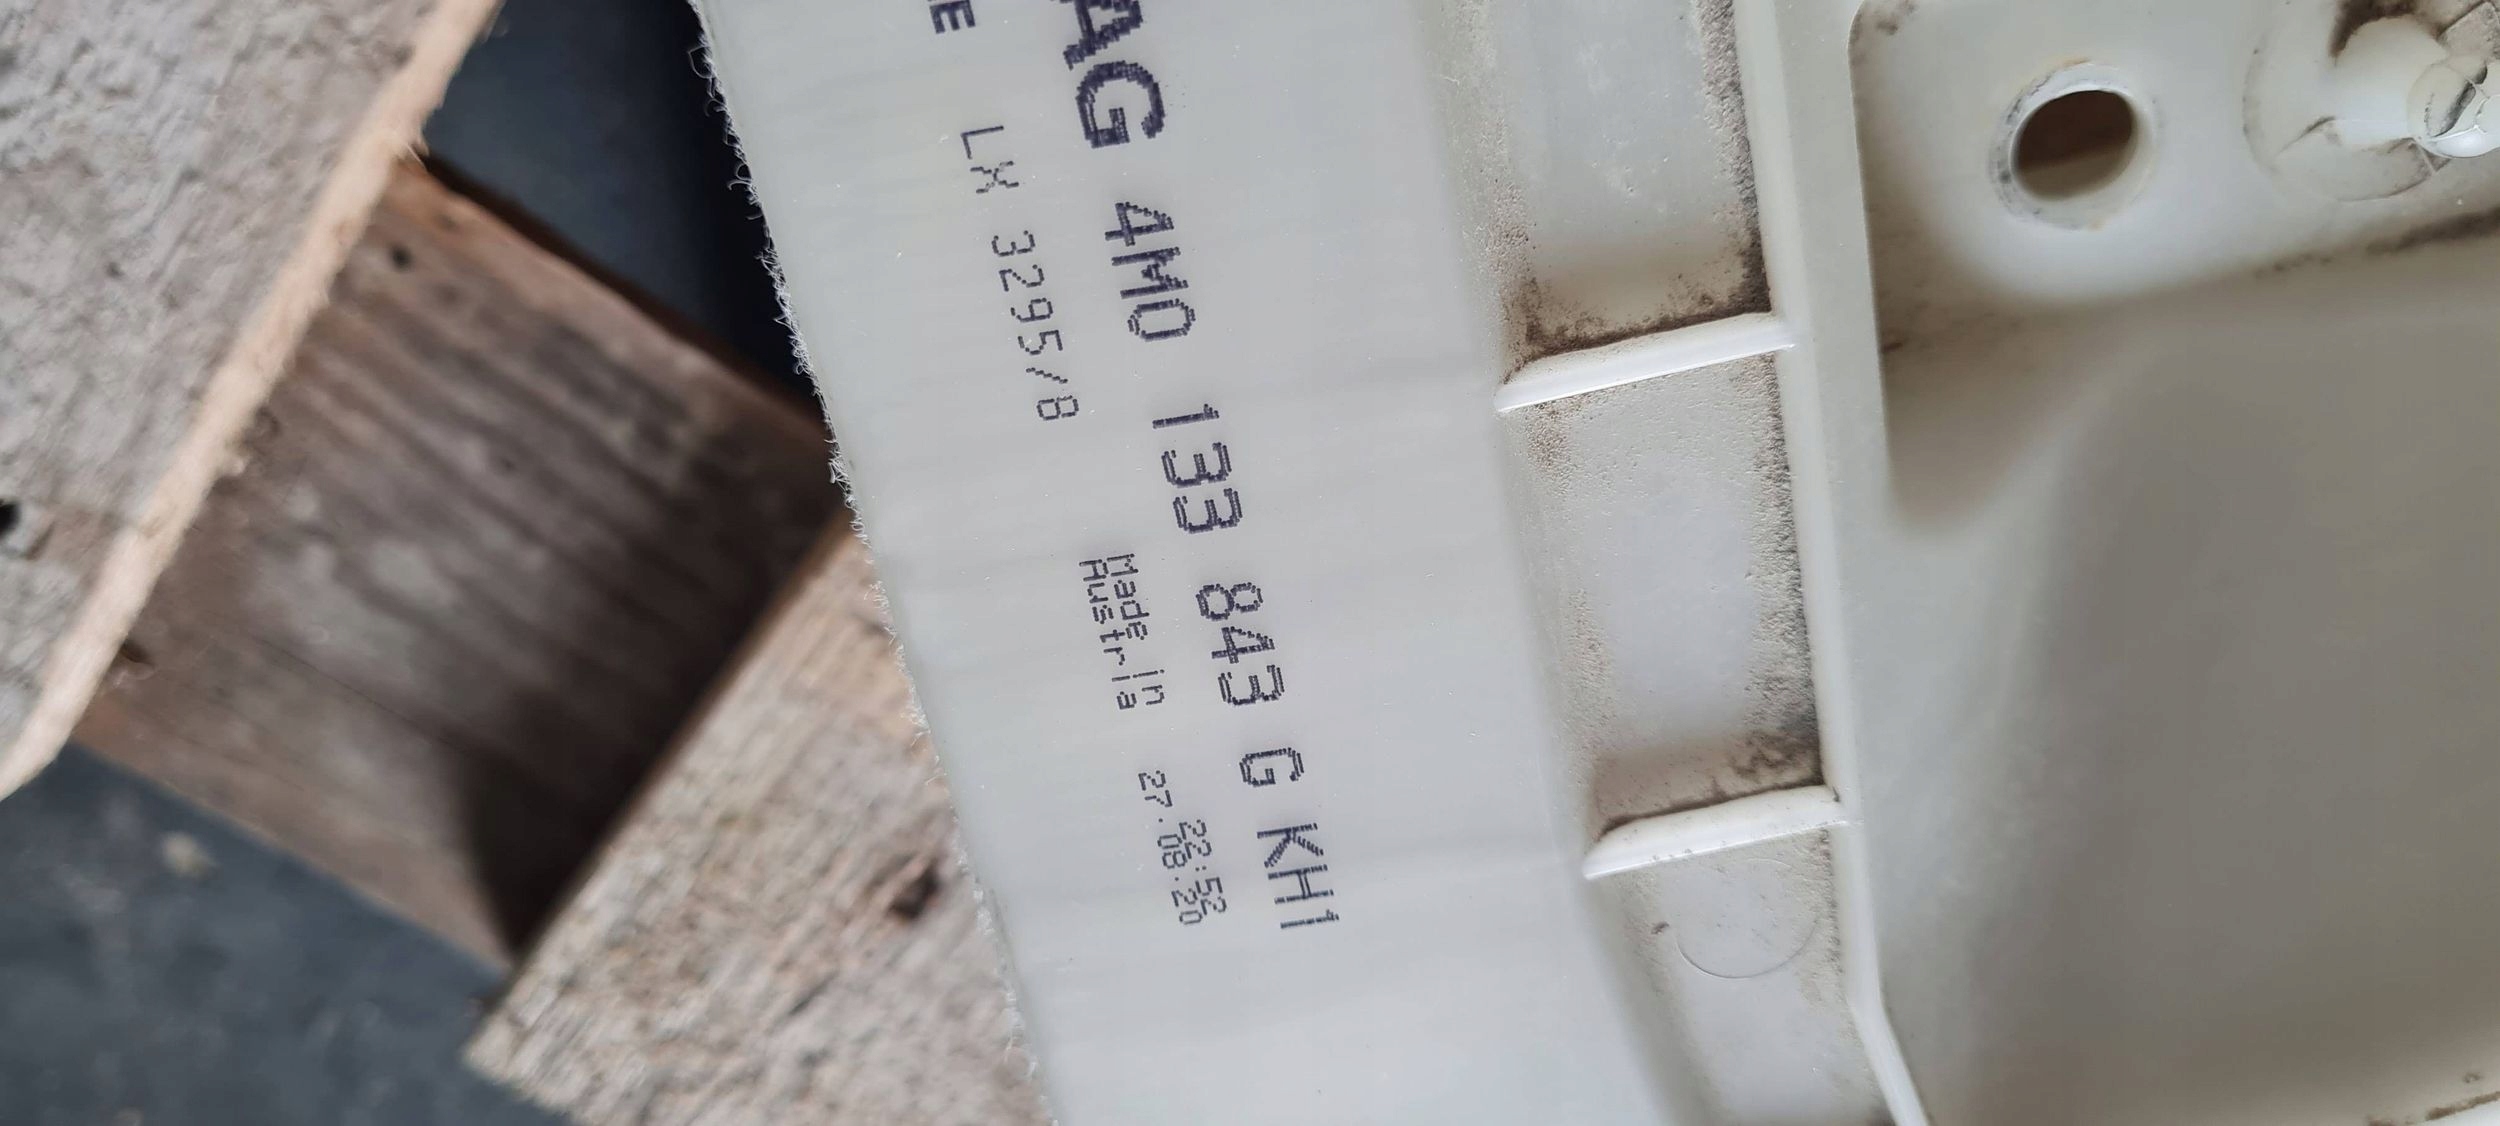 AG 4M0 133 843 G KH1
E LX 3295/8
Made in
Austria
22:52
27.08.20